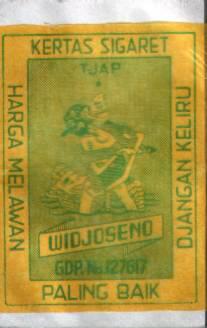 KERTAS SIGARET
TJAP
HARGA MELAWAN
DJANGAN KELIRU
WIDJOSENO
GDP. No.127617
PALING BAIK